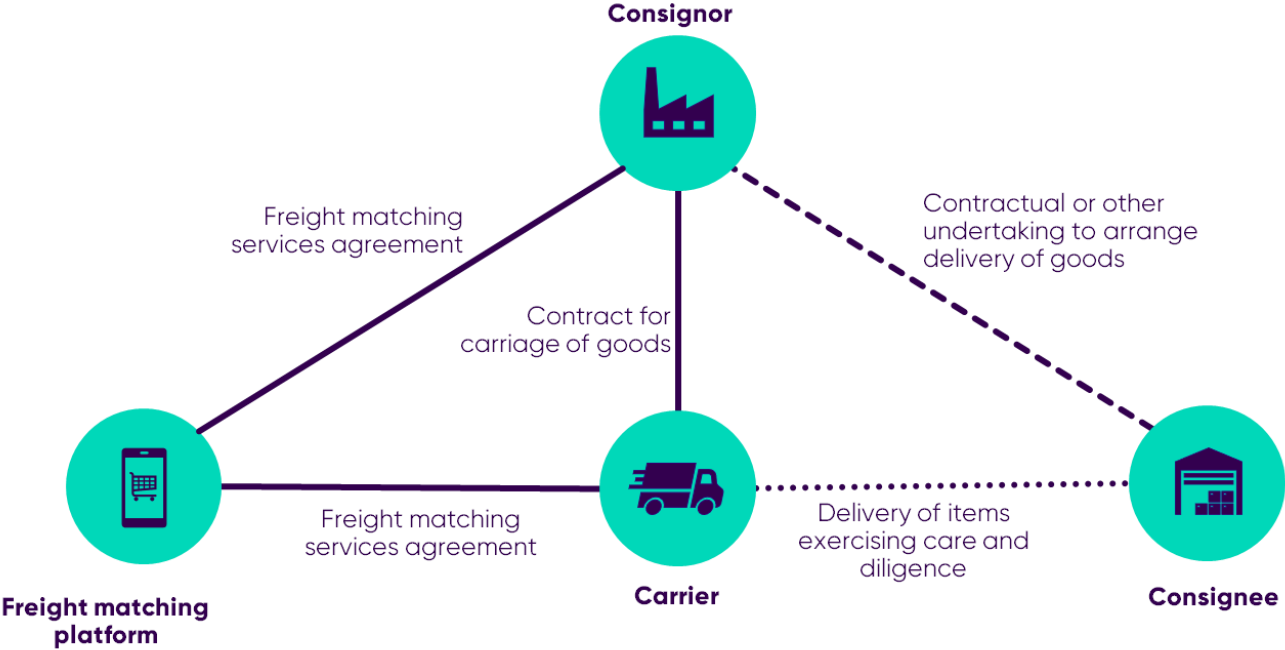 Consignor
Freight matching
services agreement
Contractual or other
undertaking to arrange
delivery of goods
Contract for
carriage of goods
Freight matching
services agreement
Delivery of items
exercising care and
diligence
Freight matching
platform
Carrier
Consignee